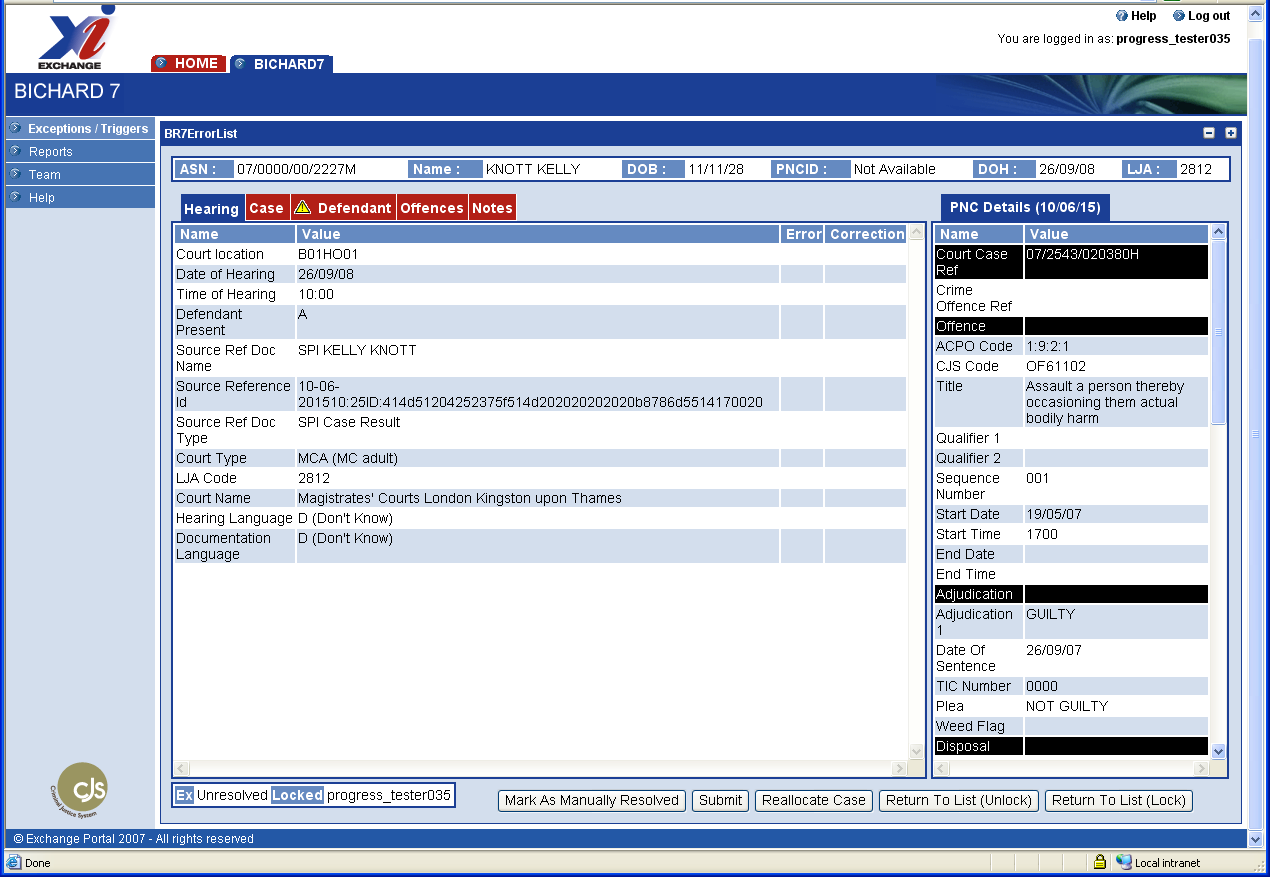 Help Log out
You are logged in as: progress_tester035
Xi
EXCHANGE
HOME BICHARD7
BICHARD 7
Exceptions / Triggers
Reports
Team
Help
BR7ErrorList
ASN : 07/0000/00/2227M Name : KNOTT KELLY DOB : 11/11/28 PNCID : Not Available DOH : 26/09/08 LJA : 2812
Hearing Case Defendant Offences Notes
Name Value Error Correction
Court location B01HO01
Date of Hearing 26/09/08
Time of Hearing 10:00
Defendant A
Present
Source Ref Doc SPI KELLY KNOTT
Name
Source Reference 10-06-
Id 201510:25ID:414d51204252375f514d202020202020b8786d5514170020
Source Ref Doc SPI Case Result
Type
Court Type MCA (MC adult)
LJA Code 2812
Court Name Magistrates' Courts London Kingston upon Thames
Hearing Language D (Don't Know)
Documentation D (Don't Know)
Language
PNC Details (10/06/15)
Name Value
Court Case 07/2543/020380H
Ref
Crime
Offence Ref
Offence
ACPO Code 1:9:2:1
CJS Code OF61102
Title Assault a person thereby
occasioning them actual
bodily harm
Qualifier 1
Qualifier 2
Sequence 001
Number
Start Date 19/05/07
Start Time 1700
End Date
End Time
Adjudication
Adjudication GUILTY
1
Date Of 26/09/07
Sentence
TIC Number 0000
Plea NOT GUILTY
Weed Flag
Disposal
Ex Unresolved Locked progress_tester035
Mark As Manually Resolved Submit Reallocate Case Return To List (Unlock) Return To List (Lock)
cjs
Criminal Justice System
© Exchange Portal 2007 - All rights reserved
Done Local intranet